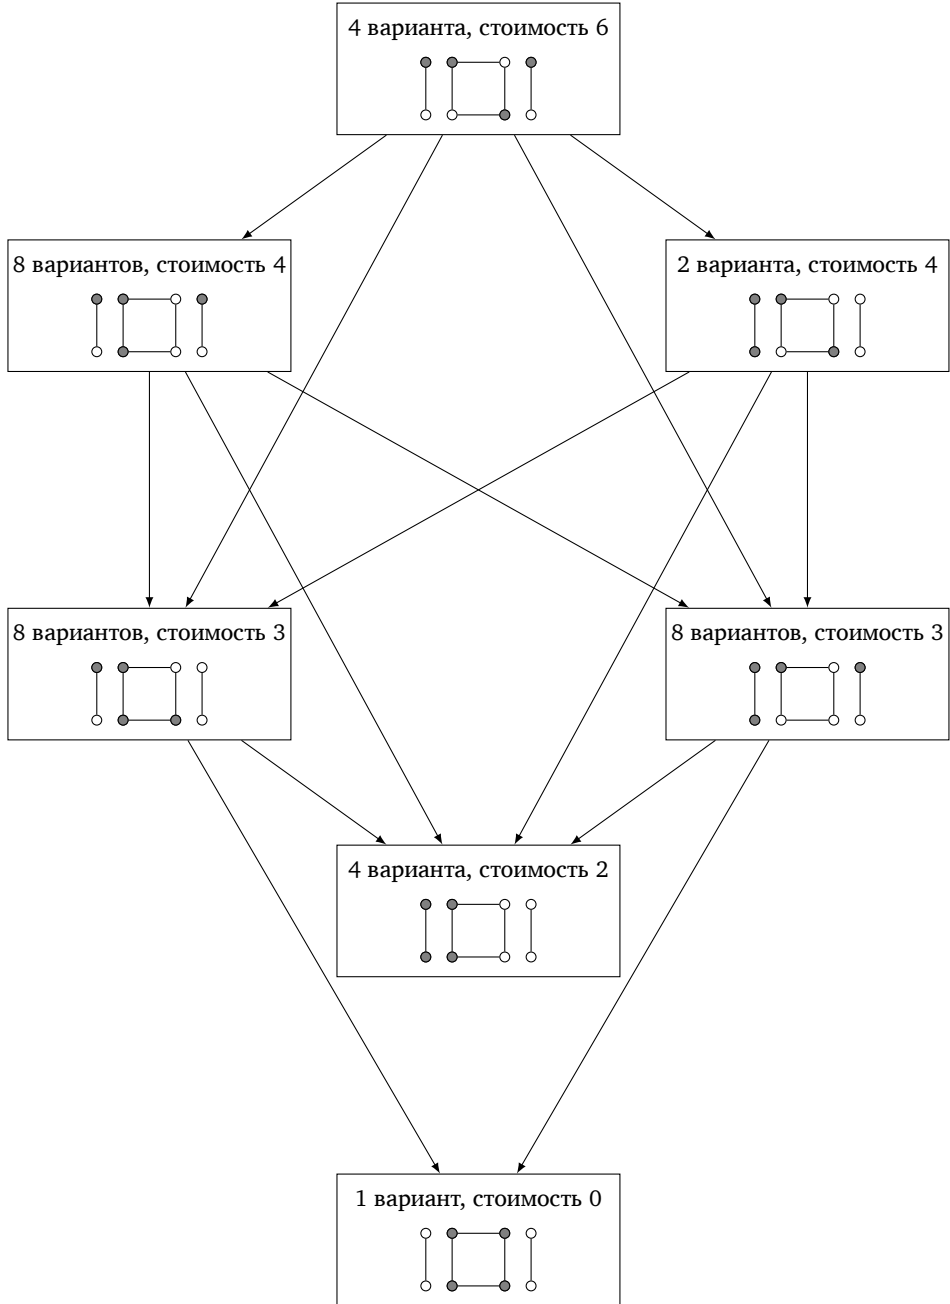 4 варианта, стоимость 6
8 вариантов, стоимость 4
2 варианта, стоимость 4
8 вариантов, стоимость 3
8 вариантов, стоимость 3
4 варианта, стоимость 2
1 вариант, стоимость 0